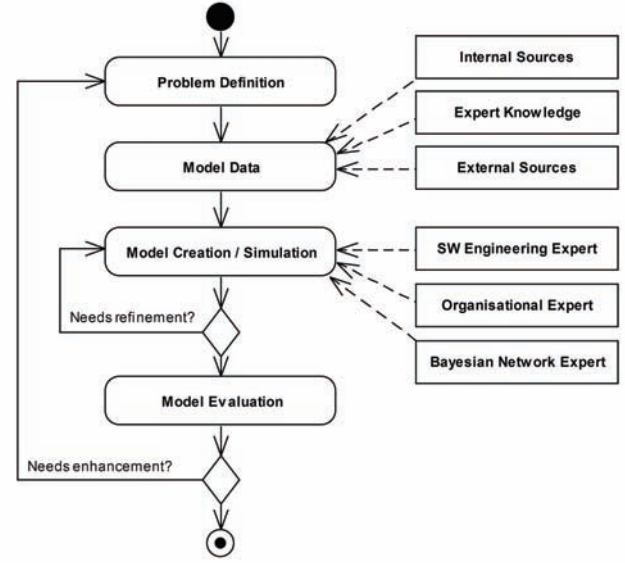 Problem Definition
Internal Sources
Expert Knowledge
Model Data
External Sources
Model Creation / Simulation
SW Engineering Expert
Organisational Expert
Needs refinement?
Bayesian Network Expert
Model Evaluation
Needs enhancement?